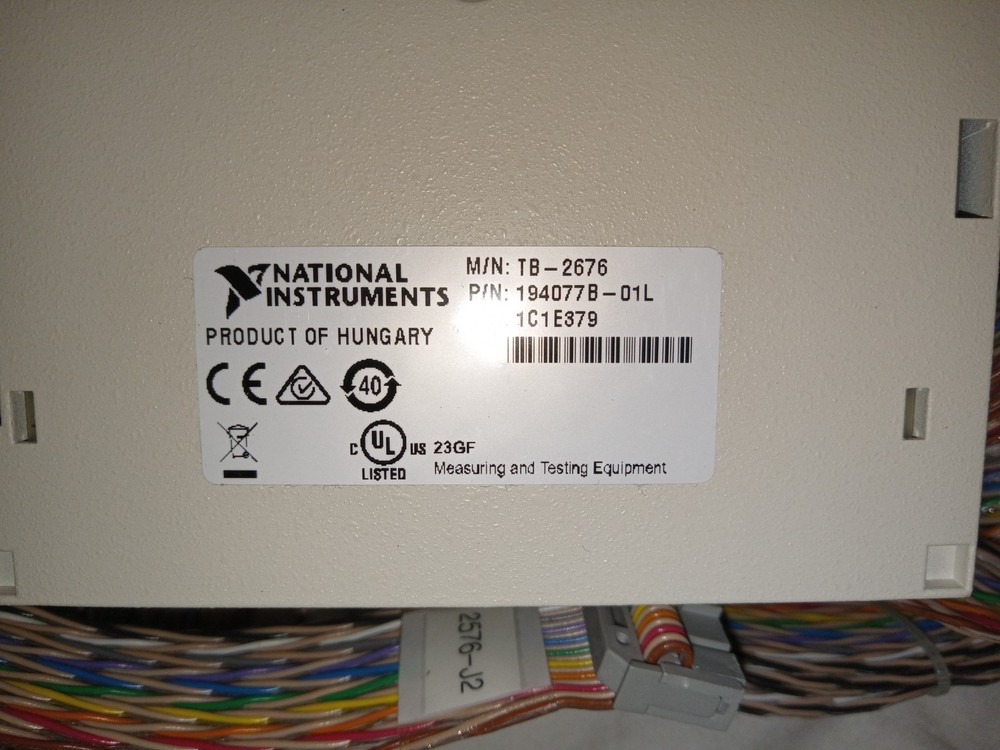 NATIONAL
INSTRUMENTS
M/N: TB-2676
P/N: 194077B-01L
1C1E379
PRODUCT OF HUNGARY
CE
40
C UL US
LISTED
23GF
Measuring and Testing Equipment
2576-J2